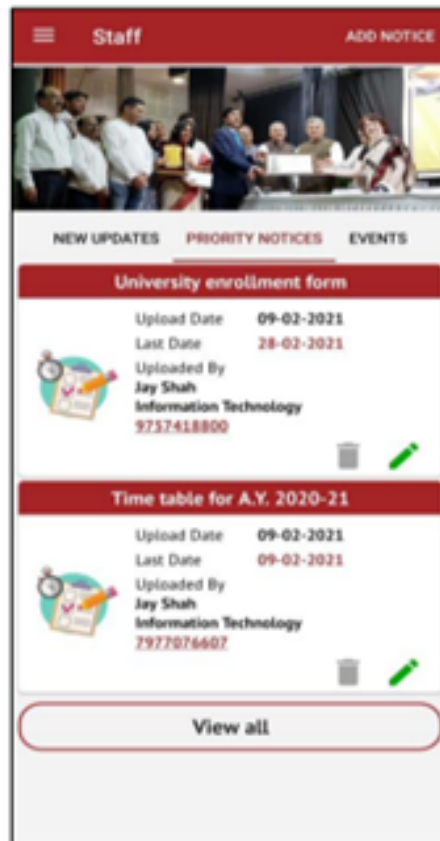 Staff ADD NOTICE
NEW UPDATES PRIORITY NOTICES EVENTS
University enrollment form
Upload Date 09-02-2021
Last Date 28-02-2021
Uploaded By
Jay Shah
Information Technology
9757418800
Time table for A.Y. 2020-21
Upload Date 09-02-2021
Last Date 09-02-2021
Uploaded By
Jay Shah
Information Technology
7977076607
View all